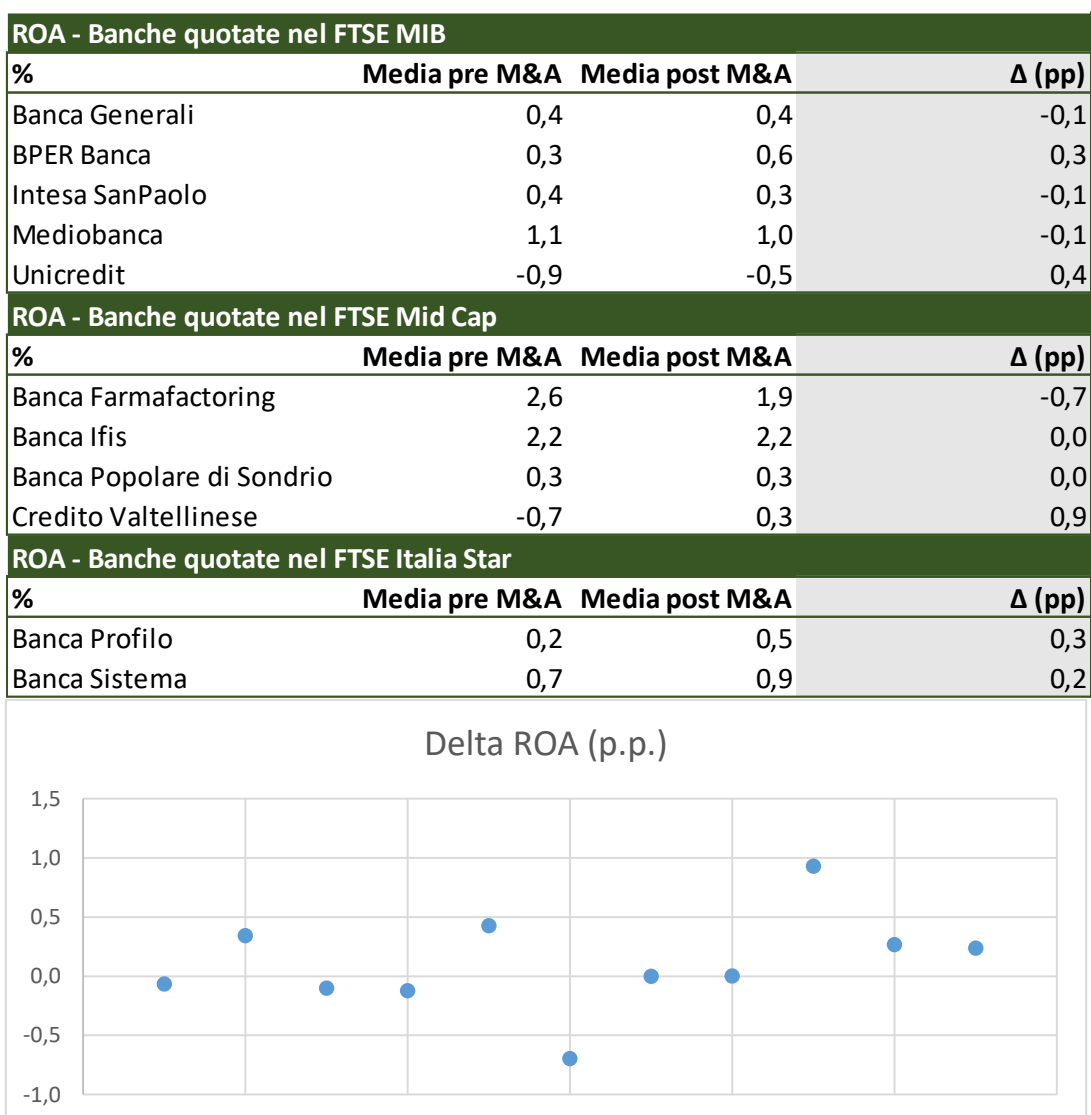 ROA - Banche quotate nel FTSE MIB
% Media pre M&A Media post M&A Δ (pp)
Banca Generali 0,4 0,4 -0,1
BPER Banca 0,3 0,6 0,3
Intesa SanPaolo 0,4 0,3 -0,1
Mediobanca 1,1 1,0 -0,1
Unicredit -0,9 -0,5 0,4
ROA - Banche quotate nel FTSE Mid Cap
% Media pre M&A Media post M&A Δ (pp)
Banca Farmafactoring 2,6 1,9 -0,7
Banca Ifis 2,2 2,2 0,0
Banca Popolare di Sondrio 0,3 0,3 0,0
Credito Valtellinese -0,7 0,3 0,9
ROA - Banche quotate nel FTSE Italia Star
% Media pre M&A Media post M&A Δ (pp)
Banca Profilo 0,2 0,5 0,3
Banca Sistema 0,7 0,9 0,2
Delta ROA (p.p.)
1,5
1,0
0,5
0,0
-0,5
-1,0